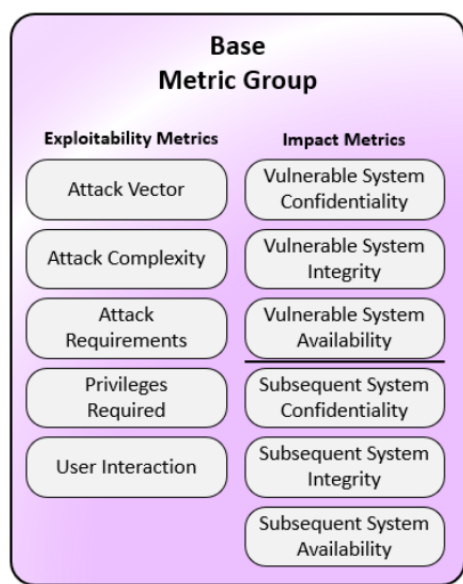 Base
Metric Group
Exploitability Metrics
Attack Vector
Attack Complexity
Attack
Requirements
Privileges
Required
User Interaction
Impact Metrics
Vulnerable System
Confidentiality
Vulnerable System
Integrity
Vulnerable System
Availability
Subsequent System
Confidentiality
Subsequent System
Integrity
Subsequent System
Availability